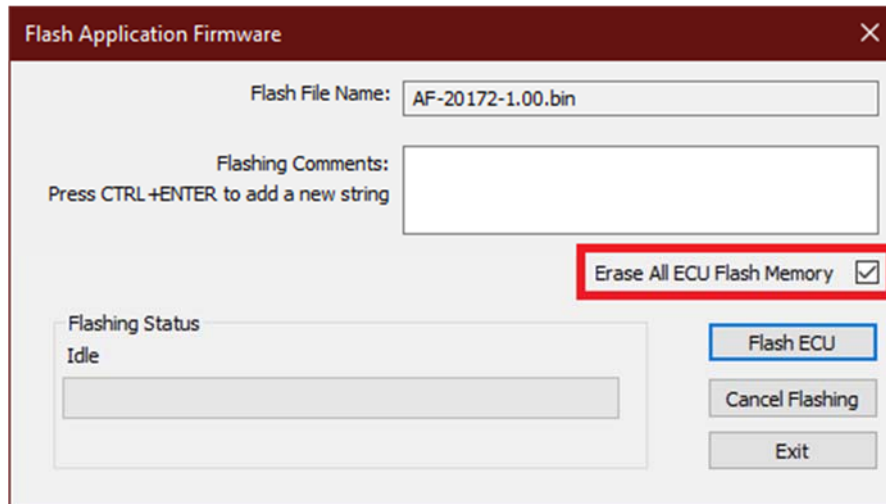 Flash Application Firmware
Flash File Name: AF-20172-1.00.bin
Flashing Comments:
Press CTRL+ENTER to add a new string
Erase All ECU Flash Memory
Flashing Status
Idle
Flash ECU
Cancel Flashing
Exit